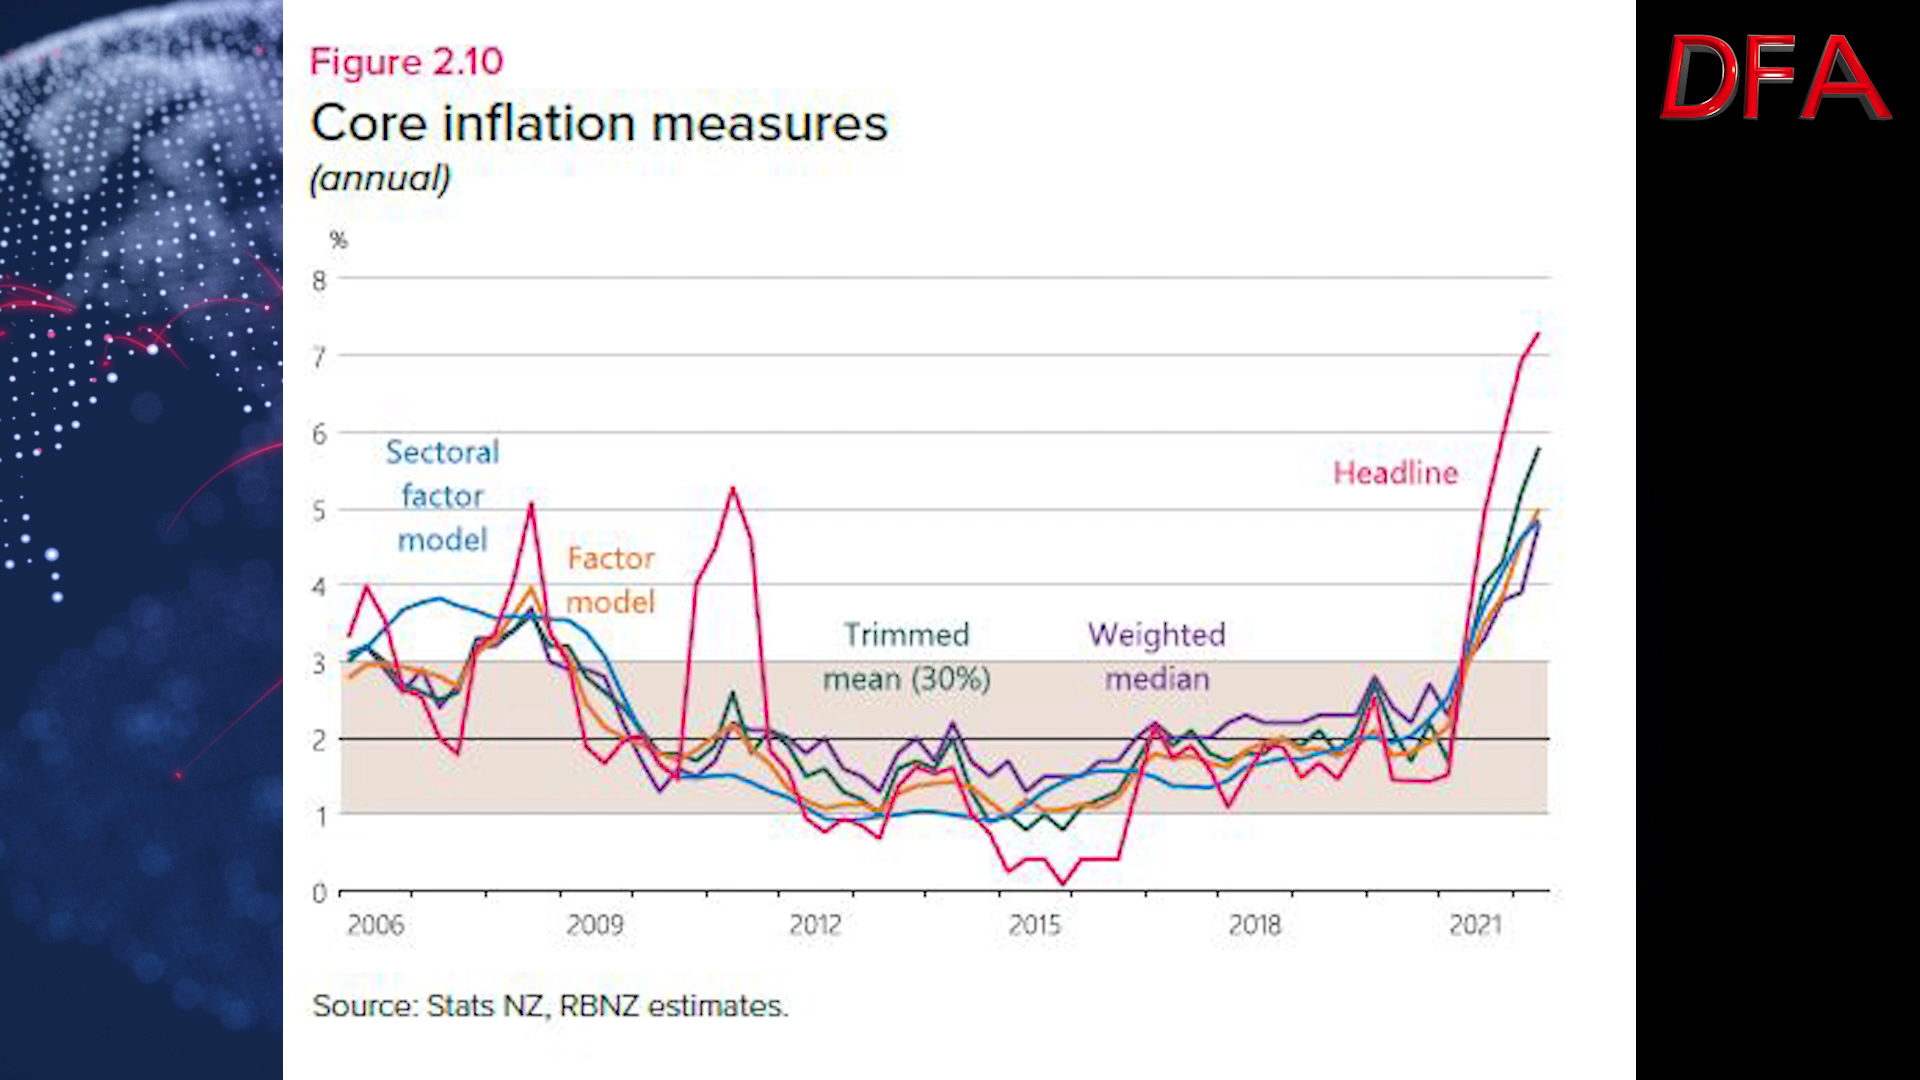 Figure 2.10
DFA
Core inflation measures
(annual)
%
8
7
6
5
4
3
2
1
0
Sectoral
factor
model
Factor
model
Trimmed
mean (30%)
Weighted
median
Headline
2006 2009 2012 2015 2018 2021
Source: Stats NZ, RBNZ estimates.